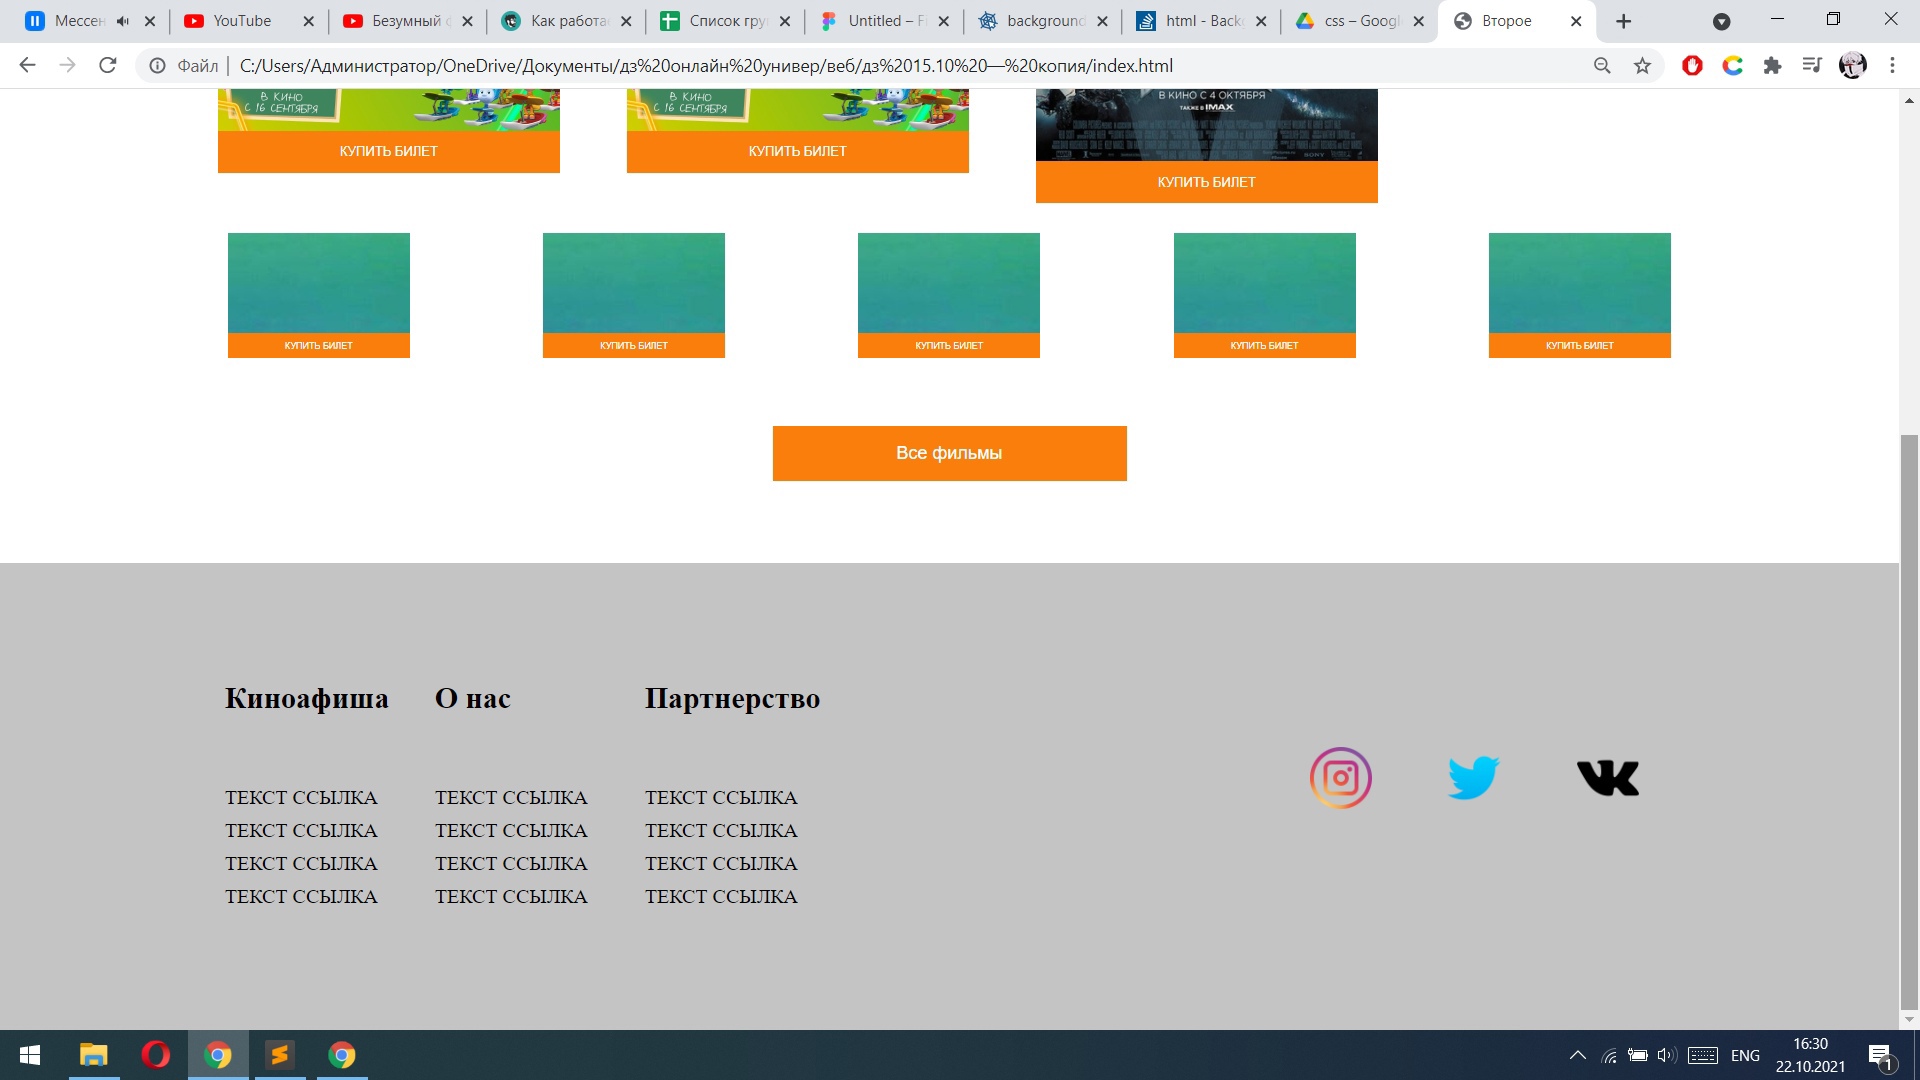 Мессен
YouTube
Безумный
Как работа
Список гру
Untitled – F
background
html - Back
css – Googl
Второе
Файл
C:/Users/Администратор/OneDrive/Документы/дз%20онлайн%20универ/веб/дз%2015.10%20—%20копия/index.html
В КИНО
С 16 СЕНТЯБРЯ
В КИНО
С 16 СЕНТЯБРЯ
В КИНО С 4 ОКТЯБРЯ
ТАКЖЕ В IMAX
SONY
КУПИТЬ БИЛЕТ
КУПИТЬ БИЛЕТ
КУПИТЬ БИЛЕТ
КУПИТЬ БИЛЕТ
КУПИТЬ БИЛЕТ
КУПИТЬ БИЛЕТ
КУПИТЬ БИЛЕТ
КУПИТЬ БИЛЕТ
Все фильмы
Киноафиша
О нас
Партнерство
ТЕКСТ ССЫЛКА
ТЕКСТ ССЫЛКА
ТЕКСТ ССЫЛКА
ТЕКСТ ССЫЛКА
ТЕКСТ ССЫЛКА
ТЕКСТ ССЫЛКА
ТЕКСТ ССЫЛКА
ТЕКСТ ССЫЛКА
ТЕКСТ ССЫЛКА
ТЕКСТ ССЫЛКА
ТЕКСТ ССЫЛКА
ТЕКСТ ССЫЛКА
ENG
16:30
22.10.2021
1